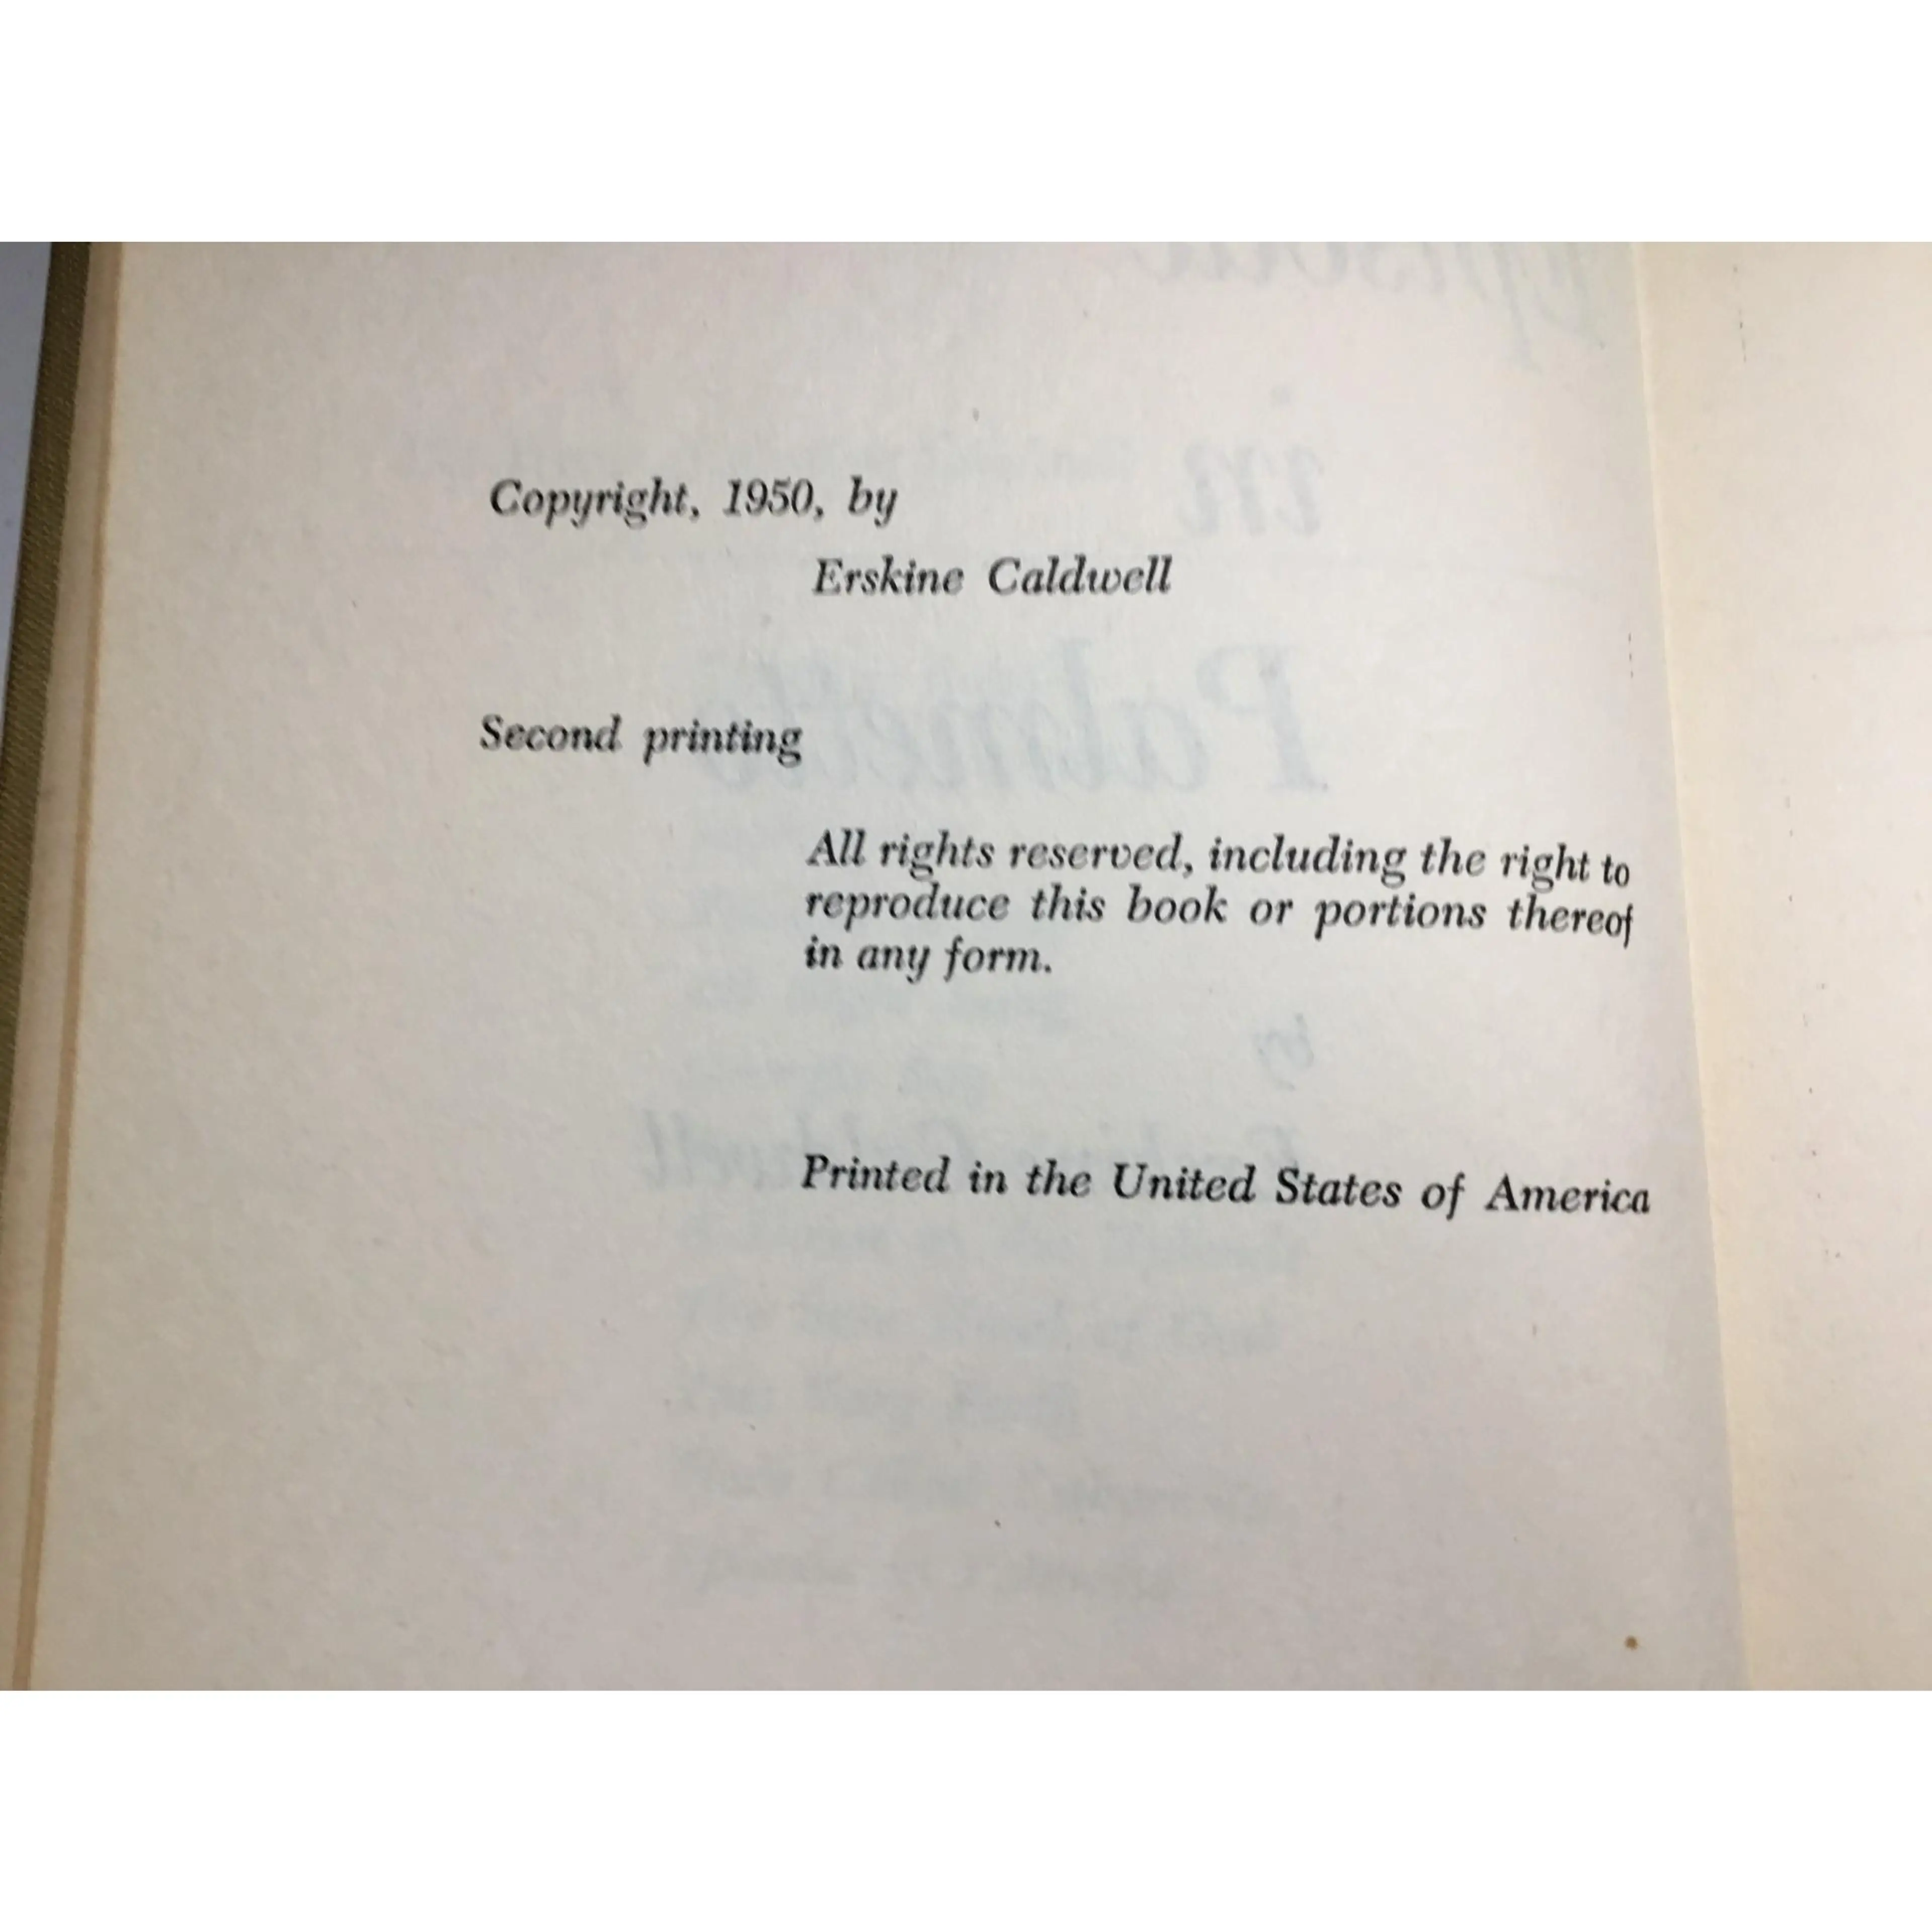 Copyright, 1950, by
Erskine Caldwell
Second printing
All rights reserved, including the right to
reproduce this book or portions thereof
in any form.
Printed in the United States of America